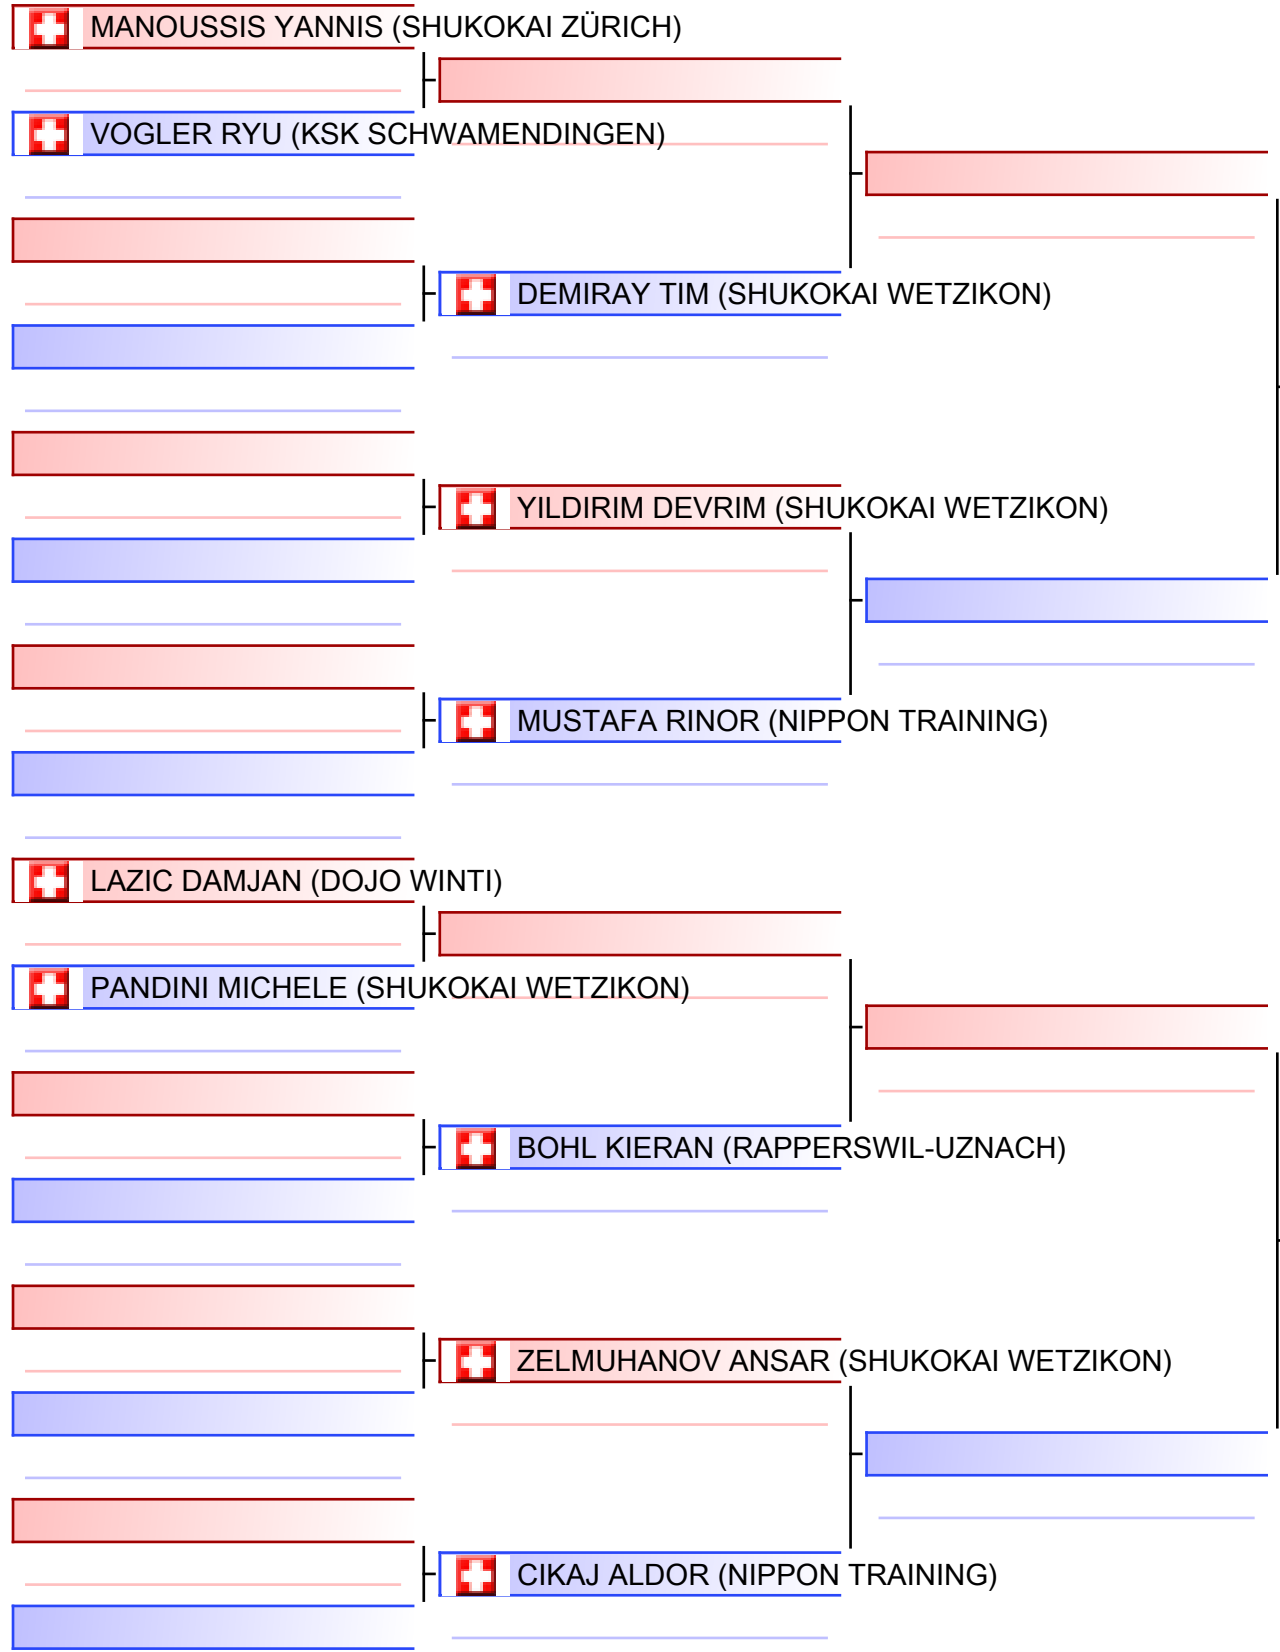 MANOUSSIS YANNIS (SHUKOKAI ZÜRICH)
VOGLER RYU (KSK SCHWAMENDINGEN)
DEMIRAY TIM (SHUKOKAI WETZIKON)
YILDIRIM DEVRIM (SHUKOKAI WETZIKON)
MUSTAFA RINOR (NIPPON TRAINING)
LAZIC DAMJAN (DOJO WINTI)
PANDINI MICHELE (SHUKOKAI WETZIKON)
BOHL KIERAN (RAPPERSWIL-UZNACH)
ZELMUHANOV ANSAR (SHUKOKAI WETZIKON)
CIKAJ ALDOR (NIPPON TRAINING)